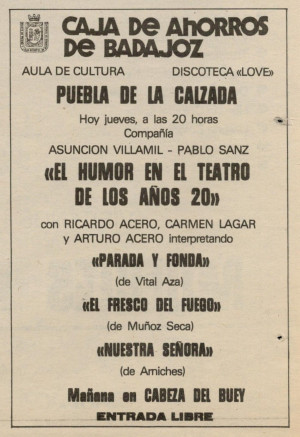 CAJA DE AHORROS
DE BADAJOZ
AULA DE CULTURA DISCOTECA «LOVE»
PUEBLA DE LA CALZADA
Hoy jueves, a las 20 horas
Compañía
ASUNCION VILLAMIL - PABLO SANZ
«EL HUMOR EN EL TEATRO
DE LOS AÑOS 20»
con RICARDO ACERO, CARMEN LAGAR
y ARTURO ACERO interpretando
«PARADA Y FONDA»
(de Vital Aza)
«EL FRESCO DEL FUEGO»
(de Muñoz Seca)
«NUESTRA SEÑORA»
(de Arniches)
Mañana en CABEZA DEL BUEY
ENTRADA LIBRE